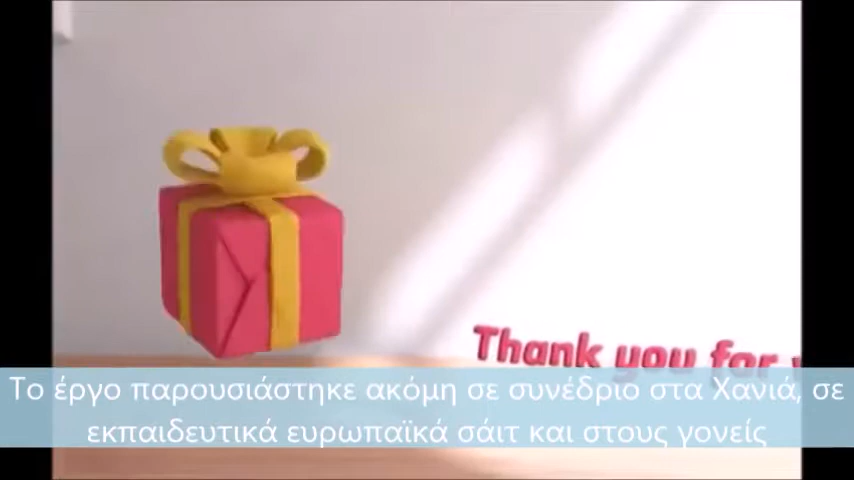 Thank you for
Το έργο παρουσιάστηκε ακόμη σε συνέδριο στα Χανιά, σε
εκπαιδευτικά ευρωπαϊκά σάιτ και στους γονείς